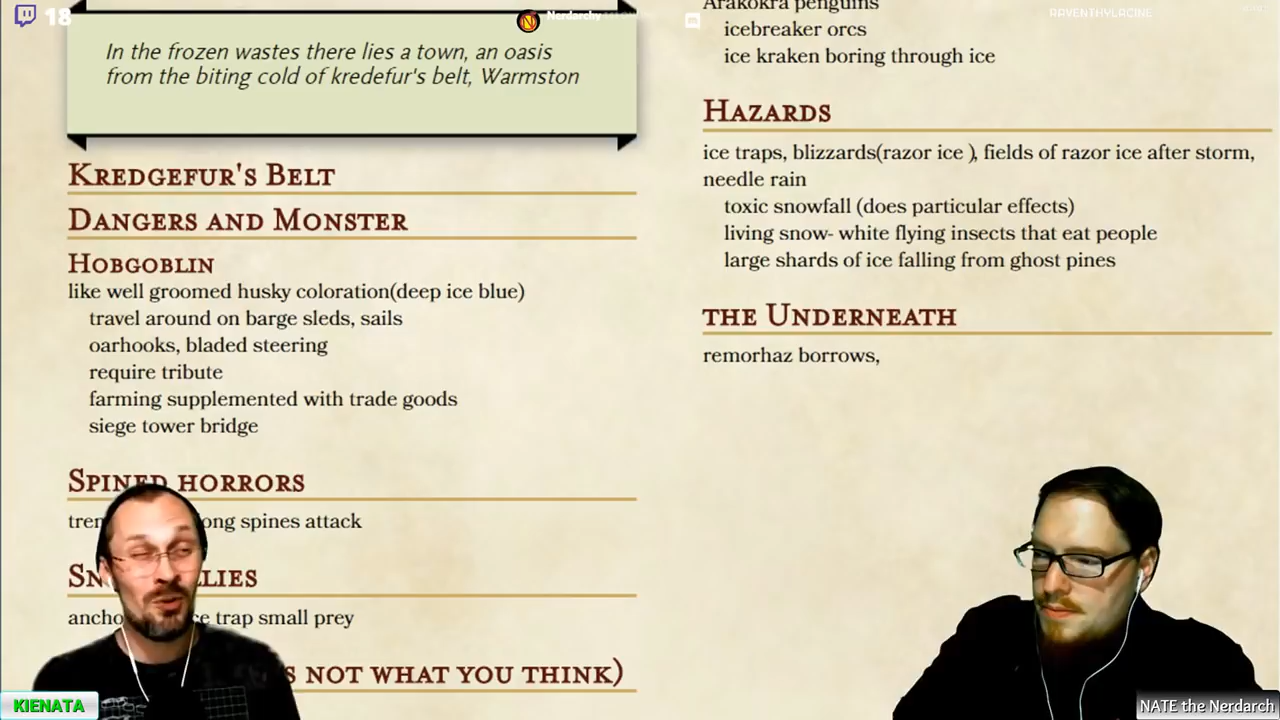 18
Nerdarchy
RAVENTHYLACINE
In the frozen wastes there lies a town, an oasis
from the biting cold of kredefur's belt, Warmston
KREDGEFUR'S BELT
DANGERS AND MONSTER
HOBGOBLIN
like well groomed husky coloration(deep ice blue)
travel around on barge sleds, sails
oarhooks, bladed steering
require tribute
farming supplemented with trade goods
siege tower bridge
SPINED HORRORS
spines attack
trap small prey
NOT WHAT YOU THINK)
Arakokra penguins
icebreaker orcs
ice kraken boring through ice
HAZARDS
ice traps, blizzards(razor ice ), fields of razor ice after storm,
needle rain
toxic snowfall (does particular effects)
living snow- white flying insects that eat people
large shards of ice falling from ghost pines
THE UNDERNEATH
remorhaz borrows,
KIENATA
NATE the Nerdarch